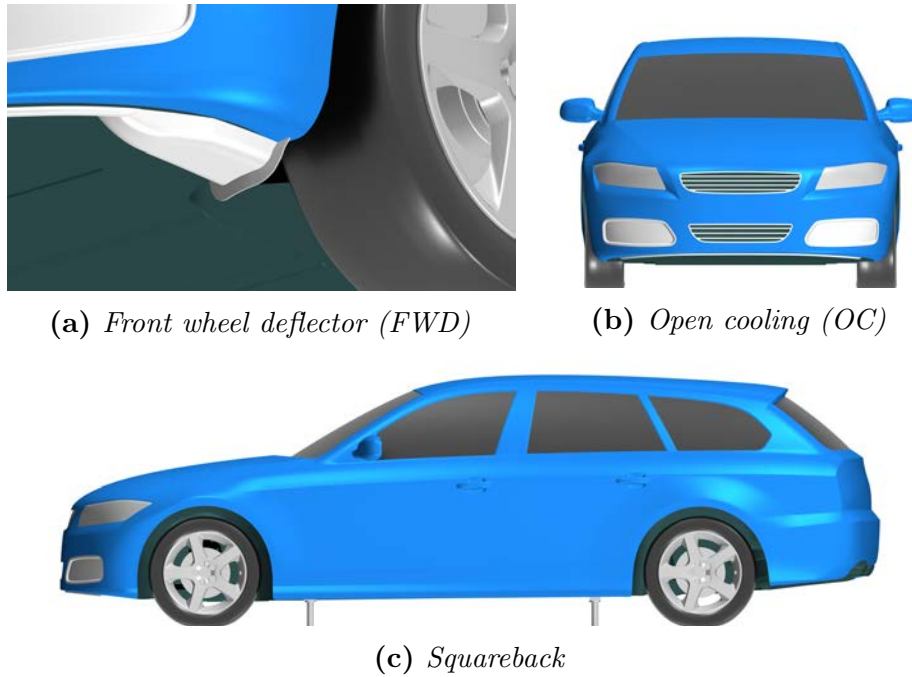 (a) Front wheel deflector (FWD)
(b) Open cooling (OC)
(c) Squareback